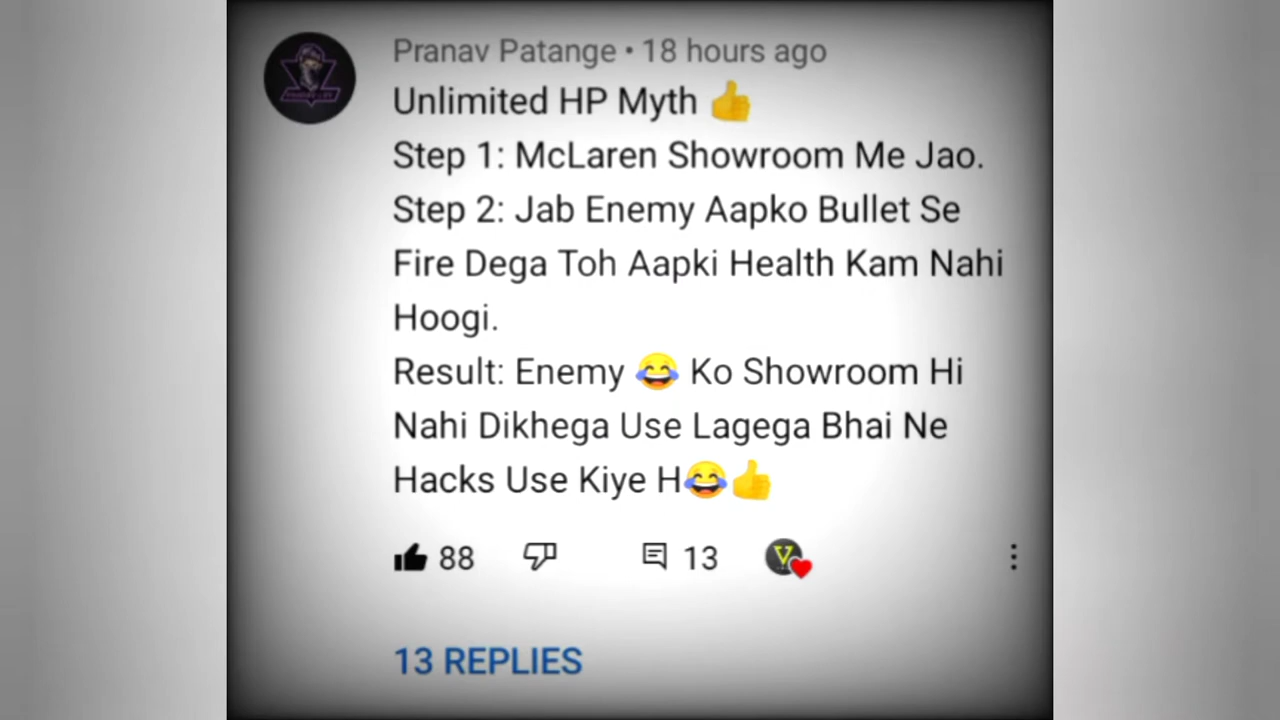 Pranav Patange • 18 hours ago
Unlimited HP Myth 👍
Step 1: McLaren Showroom Me Jao.
Step 2: Jab Enemy Aapko Bullet Se
Fire Dega Toh Aapki Health Kam Nahi
Hoogi.
Result: Enemy 😂 Ko Showroom Hi
Nahi Dikhega Use Lagega Bhai Ne
Hacks Use Kiye H😂👍
88 13 V
13 REPLIES